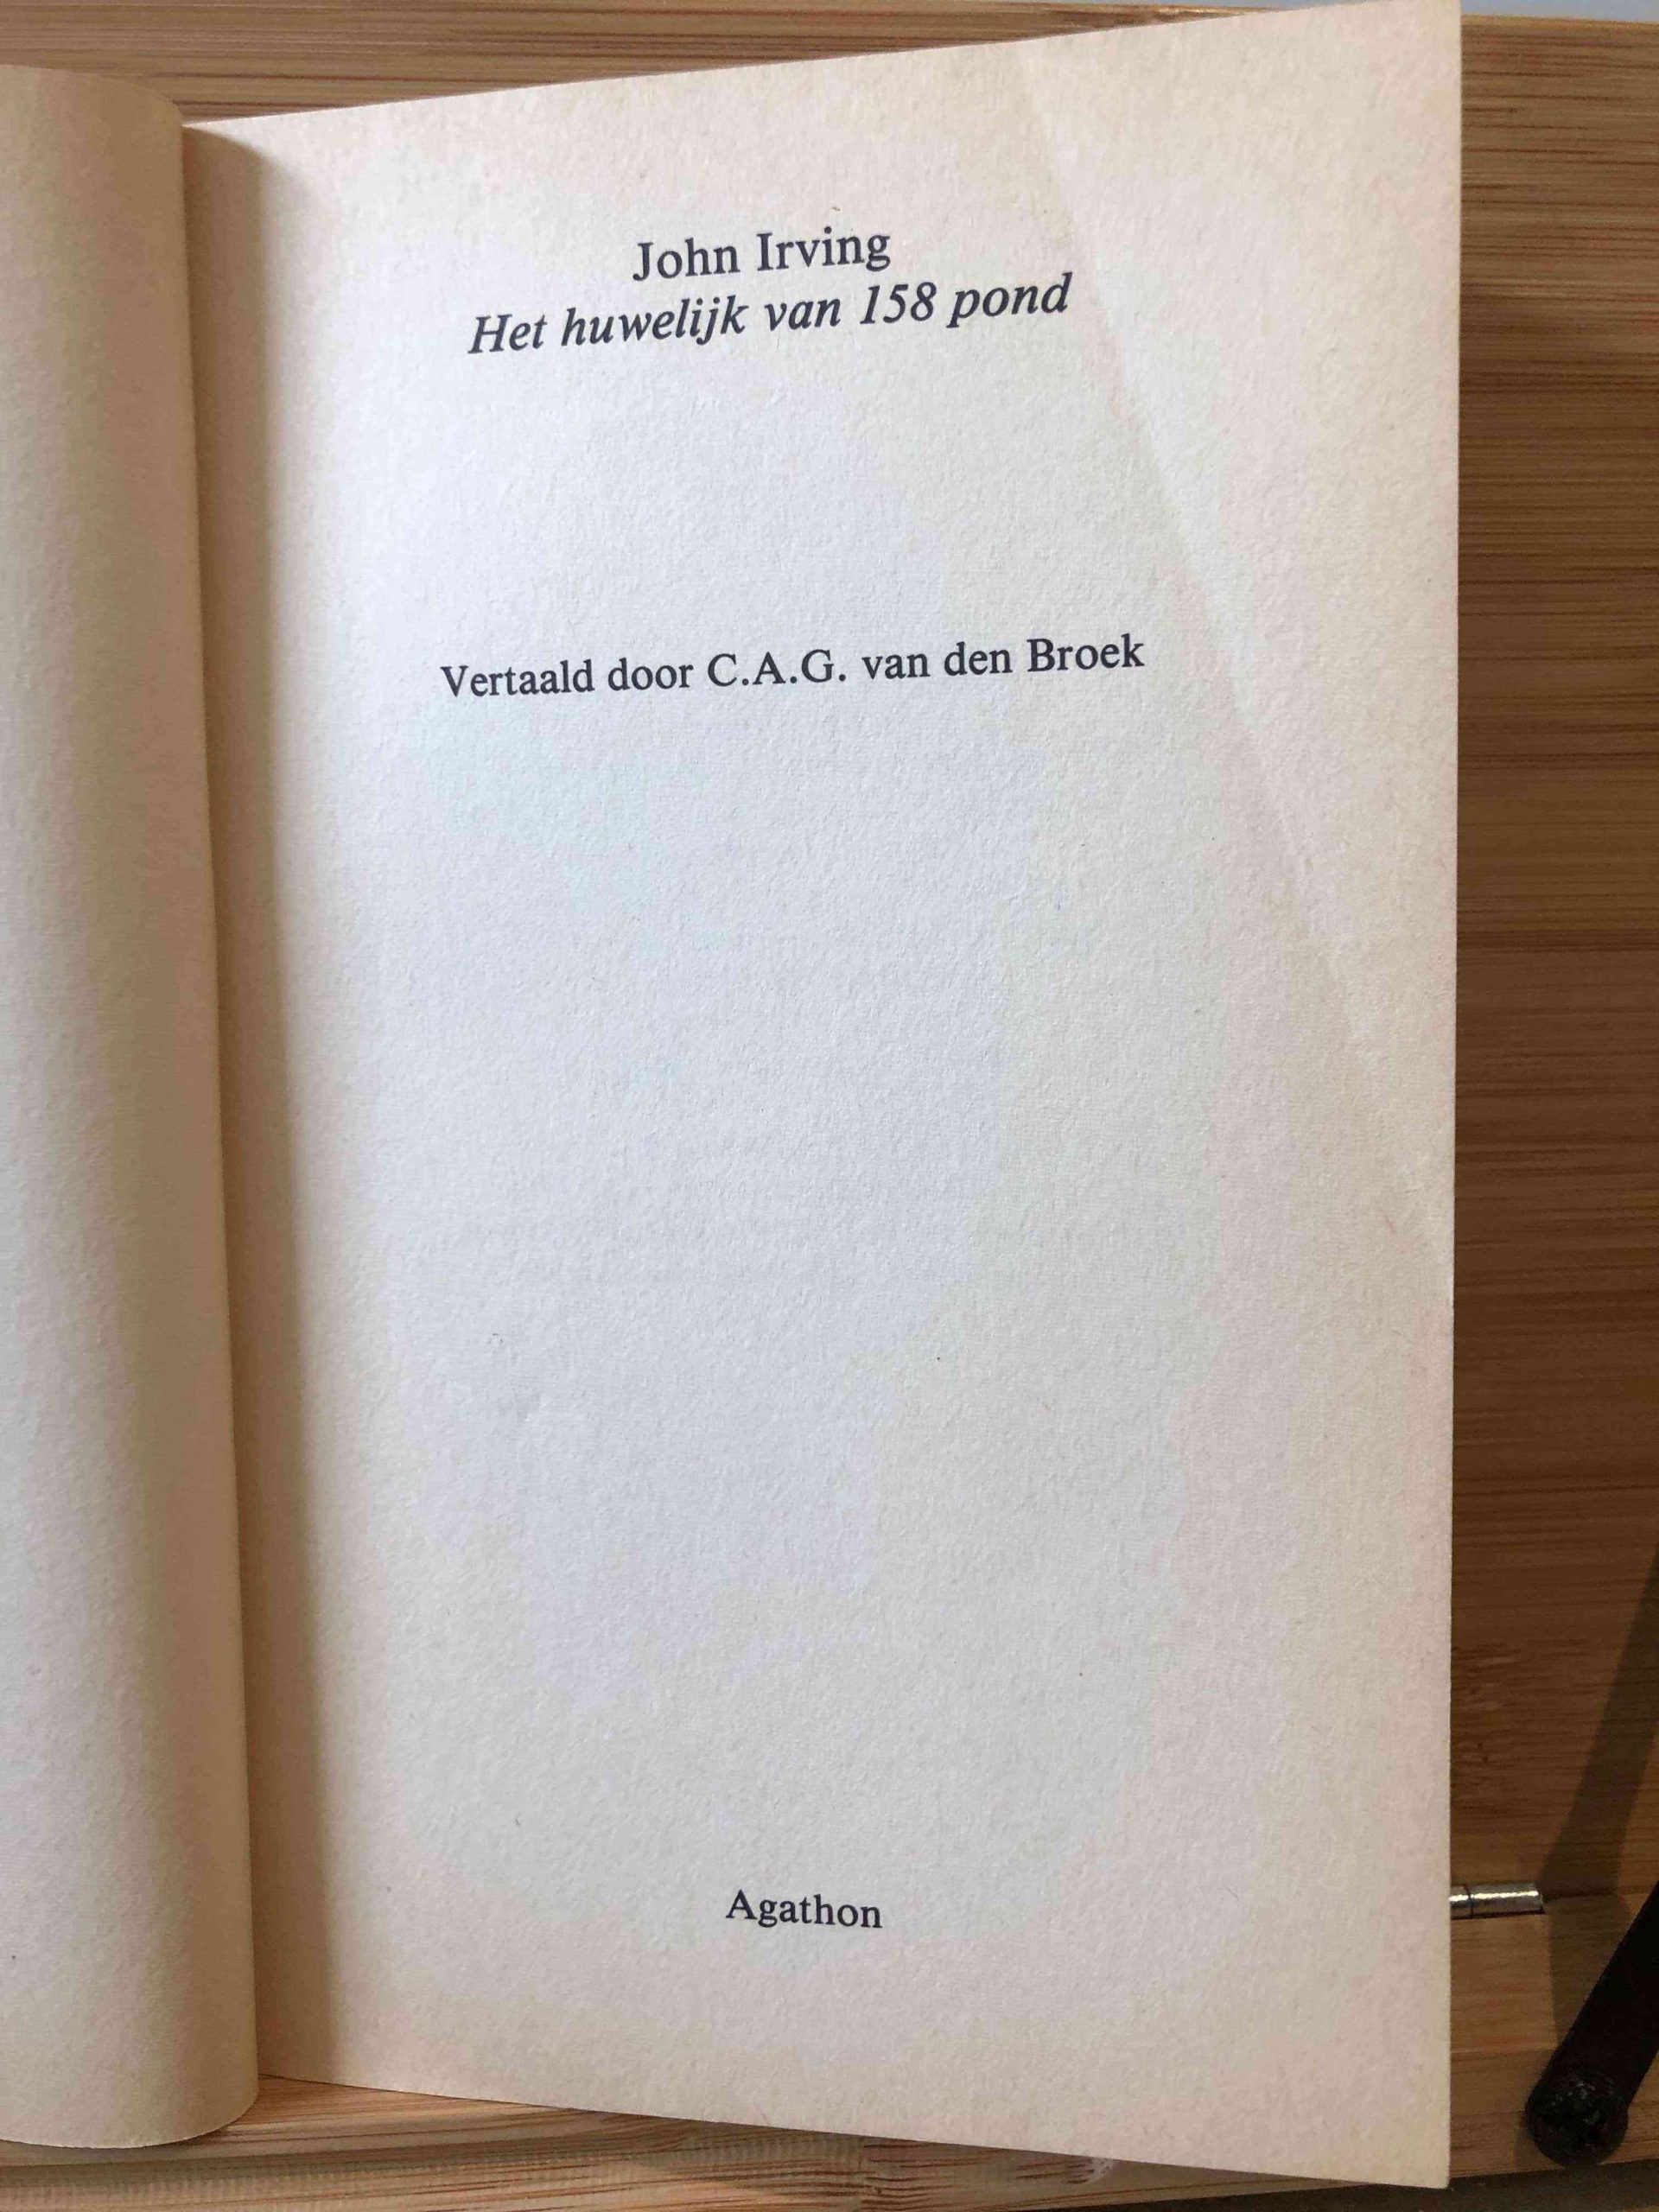 John Irving
Het huwelijk van 158 pond
Vertaald door C.A.G. van den Broek
Agathon